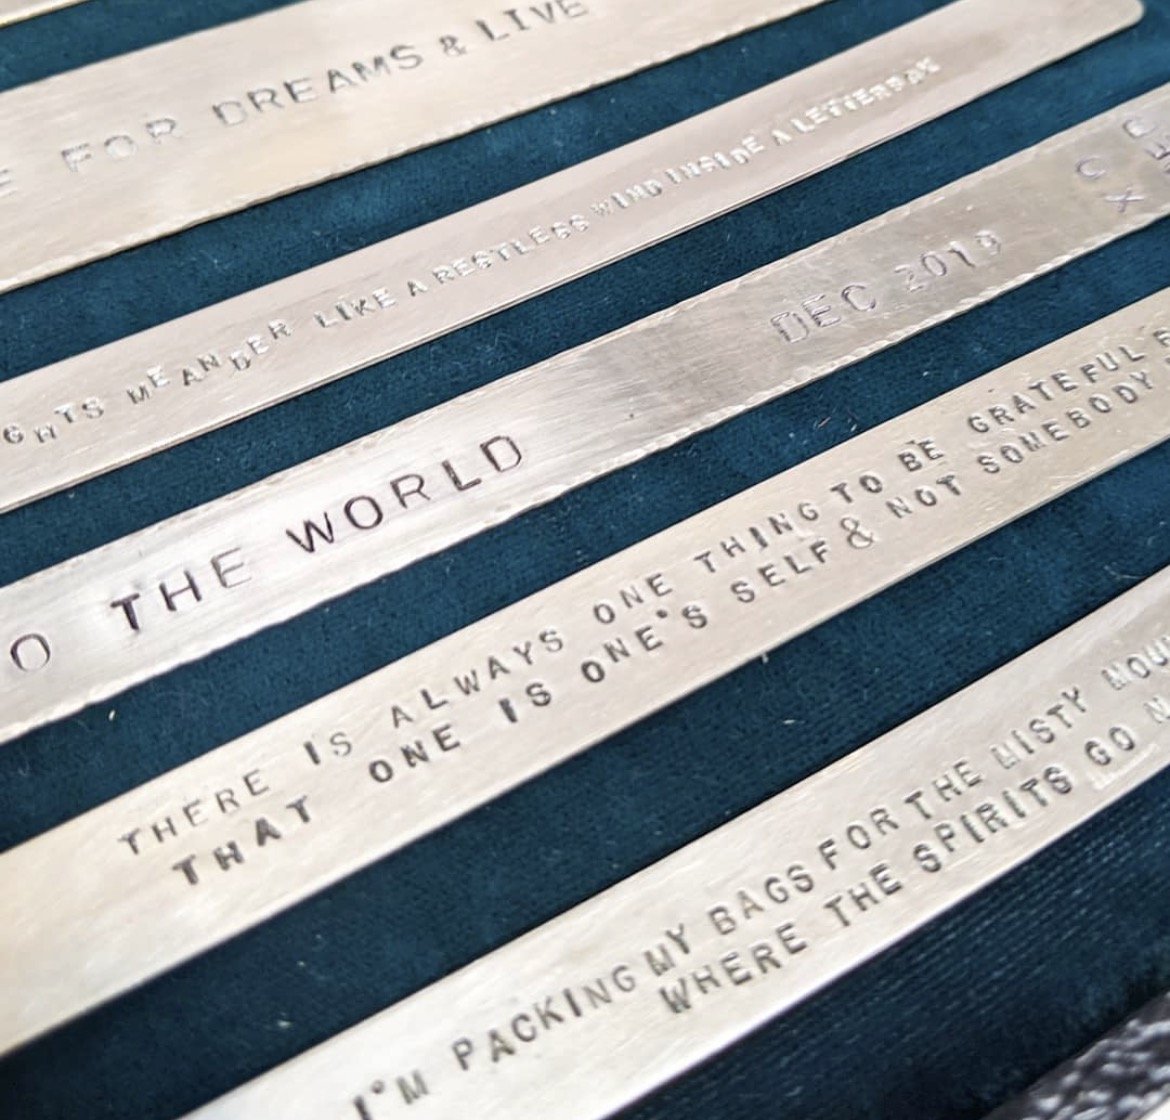 FOR DREAMS & LIVE
MEANDER LIKE A RESTLESS WIND INSIDE A LETTERBOX
O THE WORLD
DEC 2019
THERE IS ALWAYS ONE THING TO BE GRATEFUL
THAT ONE IS ONE'S SELF & NOT SOMEBODY
I'M PACKING MY BAGS FOR THE MISTY
WHERE THE SPIRITS GO